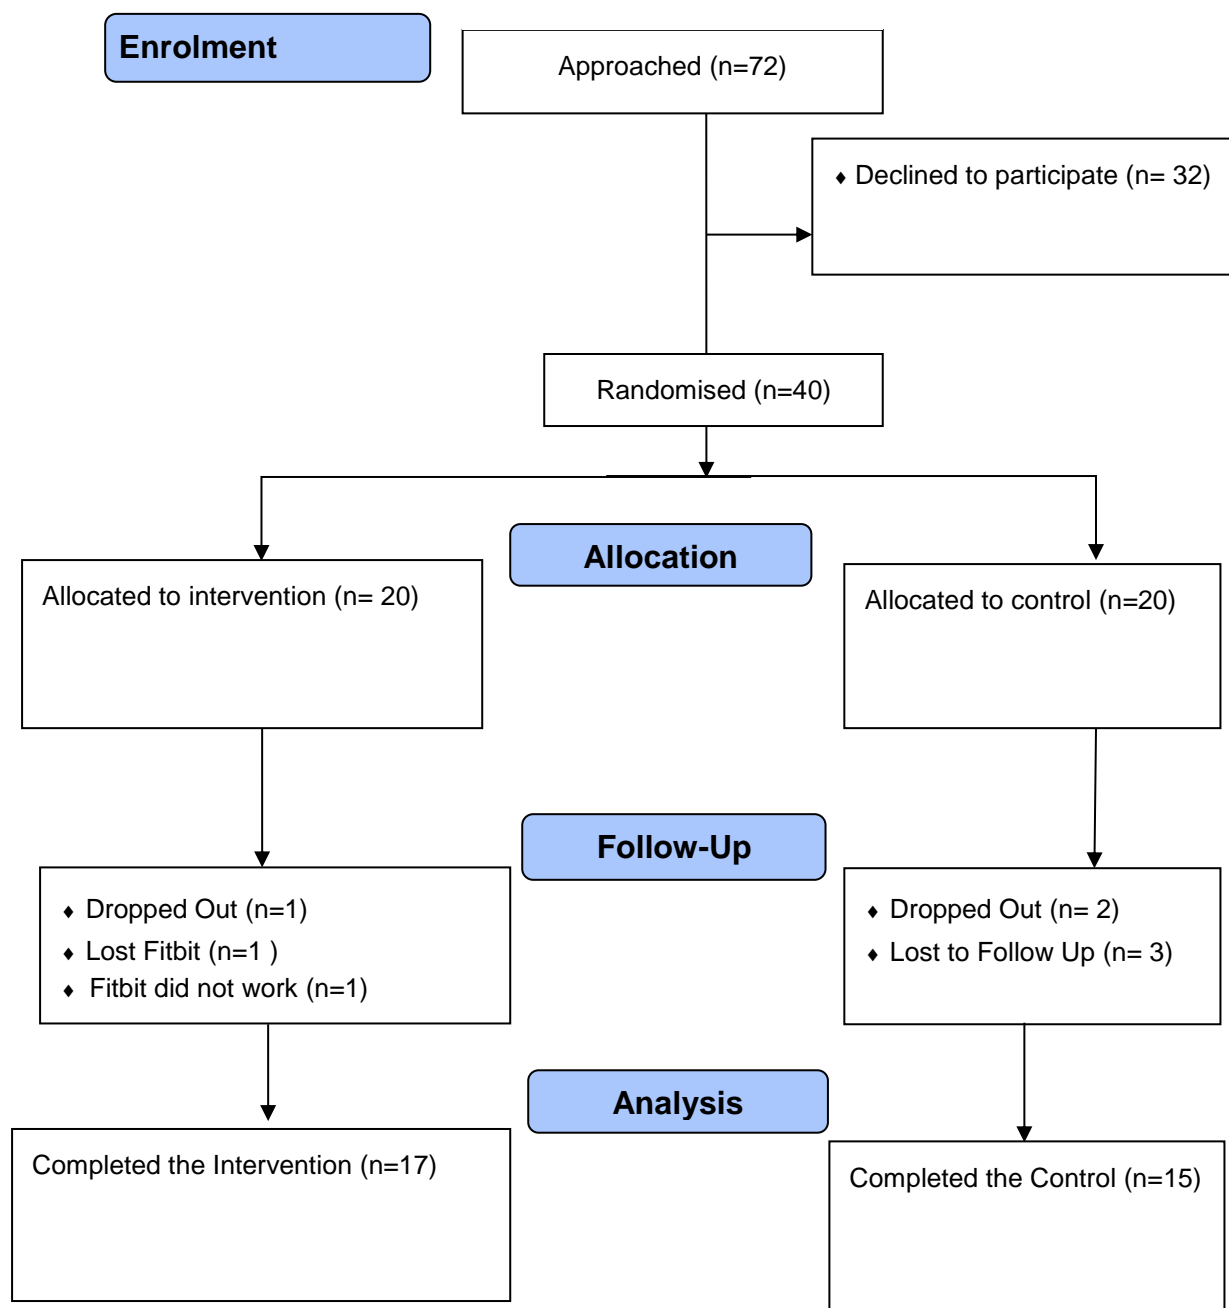 Enrolment
Approached (n=72)
♦ Declined to participate (n= 32)
Randomised (n=40)
Allocation
Allocated to intervention (n= 20)
Allocated to control (n=20)
Follow-Up
♦ Dropped Out (n=1)
♦ Lost Fitbit (n=1 )
♦ Fitbit did not work (n=1)
♦ Dropped Out (n= 2)
♦ Lost to Follow Up (n= 3)
Analysis
Completed the Intervention (n=17)
Completed the Control (n=15)